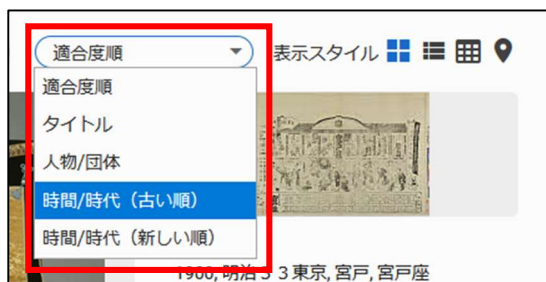 適合度順
表示スタイル
適合度順
タイトル
人物/団体
時間/時代（古い順）
時間/時代（新しい順）
1900, 明治３３東京, 宮戸, 宮戸座